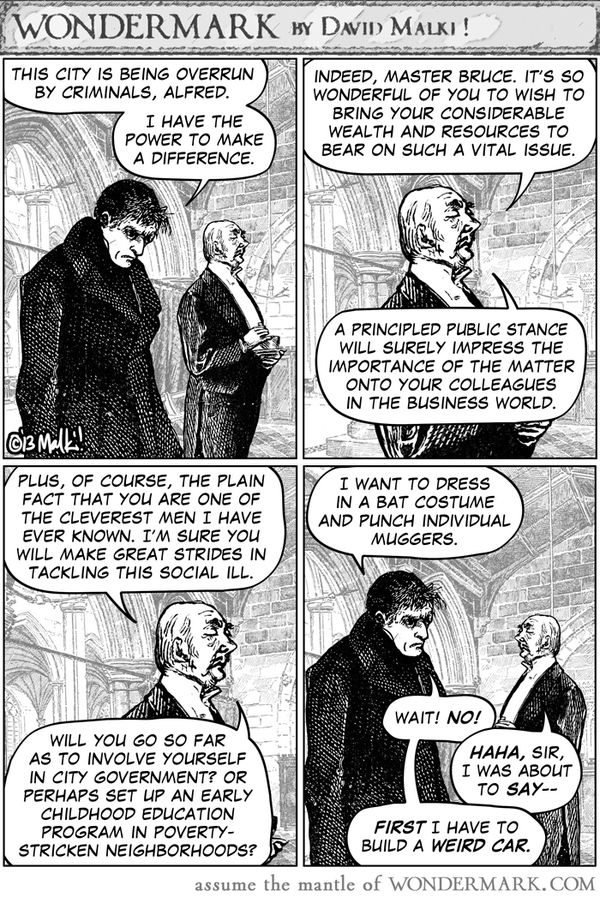 WONDERMARK BY DAVID MALKI !
THIS CITY IS BEING OVERRUN
BY CRIMINALS, ALFRED.
I HAVE THE
POWER TO MAKE
A DIFFERENCE.
©'13 Malki!
INDEED, MASTER BRUCE. IT'S SO
WONDERFUL OF YOU TO WISH TO
BRING YOUR CONSIDERABLE
WEALTH AND RESOURCES TO
BEAR ON SUCH A VITAL ISSUE.
A PRINCIPLED PUBLIC STANCE
WILL SURELY IMPRESS THE
IMPORTANCE OF THE MATTER
ONTO YOUR COLLEAGUES
IN THE BUSINESS WORLD.
PLUS, OF COURSE, THE PLAIN
FACT THAT YOU ARE ONE OF
THE CLEVEREST MEN I HAVE
EVER KNOWN. I'M SURE YOU
WILL MAKE GREAT STRIDES IN
TACKLING THIS SOCIAL ILL.
WILL YOU GO SO FAR
AS TO INVOLVE YOURSELF
IN CITY GOVERNMENT? OR
PERHAPS SET UP AN EARLY
CHILDHOOD EDUCATION
PROGRAM IN POVERTY-
STRICKEN NEIGHBORHOODS?
I WANT TO DRESS
IN A BAT COSTUME
AND PUNCH INDIVIDUAL
MUGGERS.
HAHA, SIR,
I WAS ABOUT
TO SAY--
WAIT! NO!
FIRST I HAVE TO
BUILD A WEIRD CAR.
assume the mantle of WONDERMARK.COM